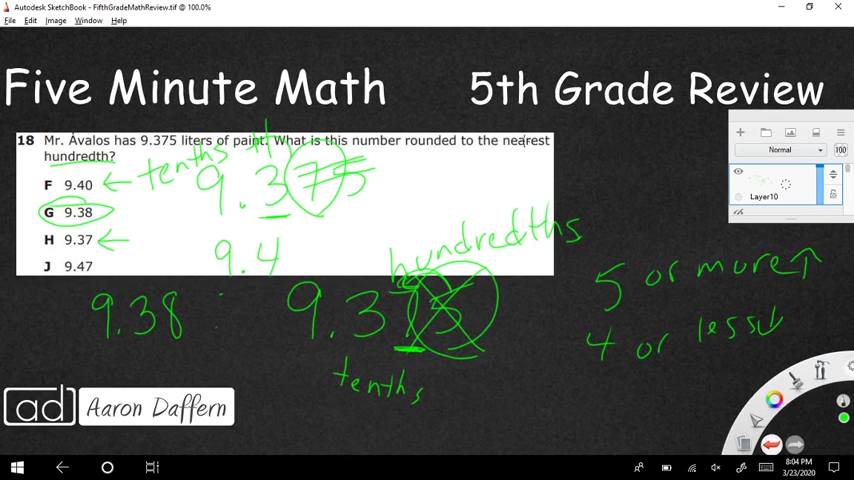 Autodesk SketchBook - FifthGradeMathReview.tif @ 100.0%
File Edit Image Window Help
Five Minute Math 5th Grade Review
18 Mr. Avalos has 9.375 liters of paint. What is this number rounded to the nearest
hundredth?
F 9.40
G 9.38
H 9.37
J 9.47
tenths th
9.375
9.4
hundredths
9.38 : 9.375
tenths
5 or more ↑
4 or less ↓
Normal 100
Layer10
ad Aaron Daffern
8:04 PM
3/23/2020